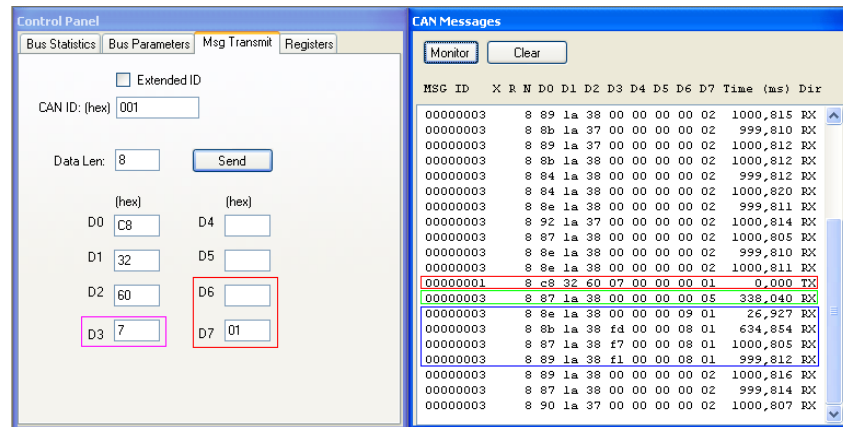 Control Panel
Bus Statistics Bus Parameters Msg Transmit Registers
Extended ID
CAN ID: (hex) 001
Data Len: 8 Send
(hex) (hex)
D0 C8 D4
D1 32 D5
D2 60 D6
D3 7 D7 01
CAN Messages
Monitor Clear
MSG ID X R N D0 D1 D2 D3 D4 D5 D6 D7 Time (ms) Dir
00000003 8 89 1a 38 00 00 00 00 02 1000,815 RX
00000003 8 8b 1a 37 00 00 00 00 02 999,810 RX
00000003 8 89 1a 37 00 00 00 00 02 1000,812 RX
00000003 8 8b 1a 38 00 00 00 00 02 1000,812 RX
00000003 8 84 1a 38 00 00 00 00 02 999,812 RX
00000003 8 84 1a 38 00 00 00 00 02 1000,820 RX
00000003 8 8e 1a 38 00 00 00 00 02 999,811 RX
00000003 8 92 1a 37 00 00 00 00 02 1000,814 RX
00000003 8 87 1a 38 00 00 00 00 02 1000,805 RX
00000003 8 8e 1a 38 00 00 00 00 02 999,810 RX
00000003 8 8e 1a 38 00 00 00 00 02 1000,811 RX
00000001 8 c8 32 60 07 00 00 00 01 0,000 TX
00000003 8 87 1a 38 00 00 00 00 05 338,040 RX
00000003 8 8e 1a 38 00 00 00 09 01 26,927 RX
00000003 8 8b 1a 38 fd 00 00 08 01 634,854 RX
00000003 8 87 1a 38 f7 00 00 08 01 1000,805 RX
00000003 8 89 1a 38 f1 00 00 08 01 999,812 RX
00000003 8 89 1a 38 00 00 00 00 02 1000,816 RX
00000003 8 87 1a 38 00 00 00 00 02 999,814 RX
00000003 8 90 1a 37 00 00 00 00 02 1000,807 RX